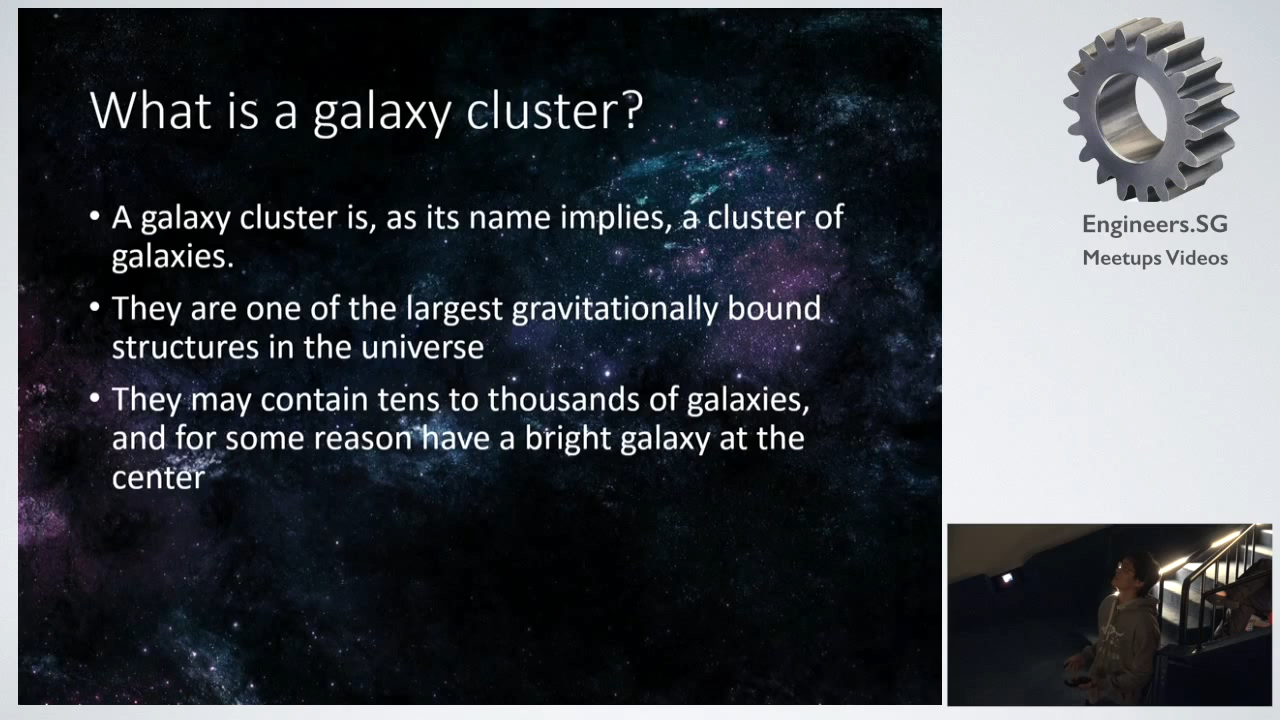 What is a galaxy cluster?
• A galaxy cluster is, as its name implies, a cluster of
galaxies.
• They are one of the largest gravitationally bound
structures in the universe
• They may contain tens to thousands of galaxies,
and for some reason have a bright galaxy at the
center
Engineers.SG
Meetups Videos